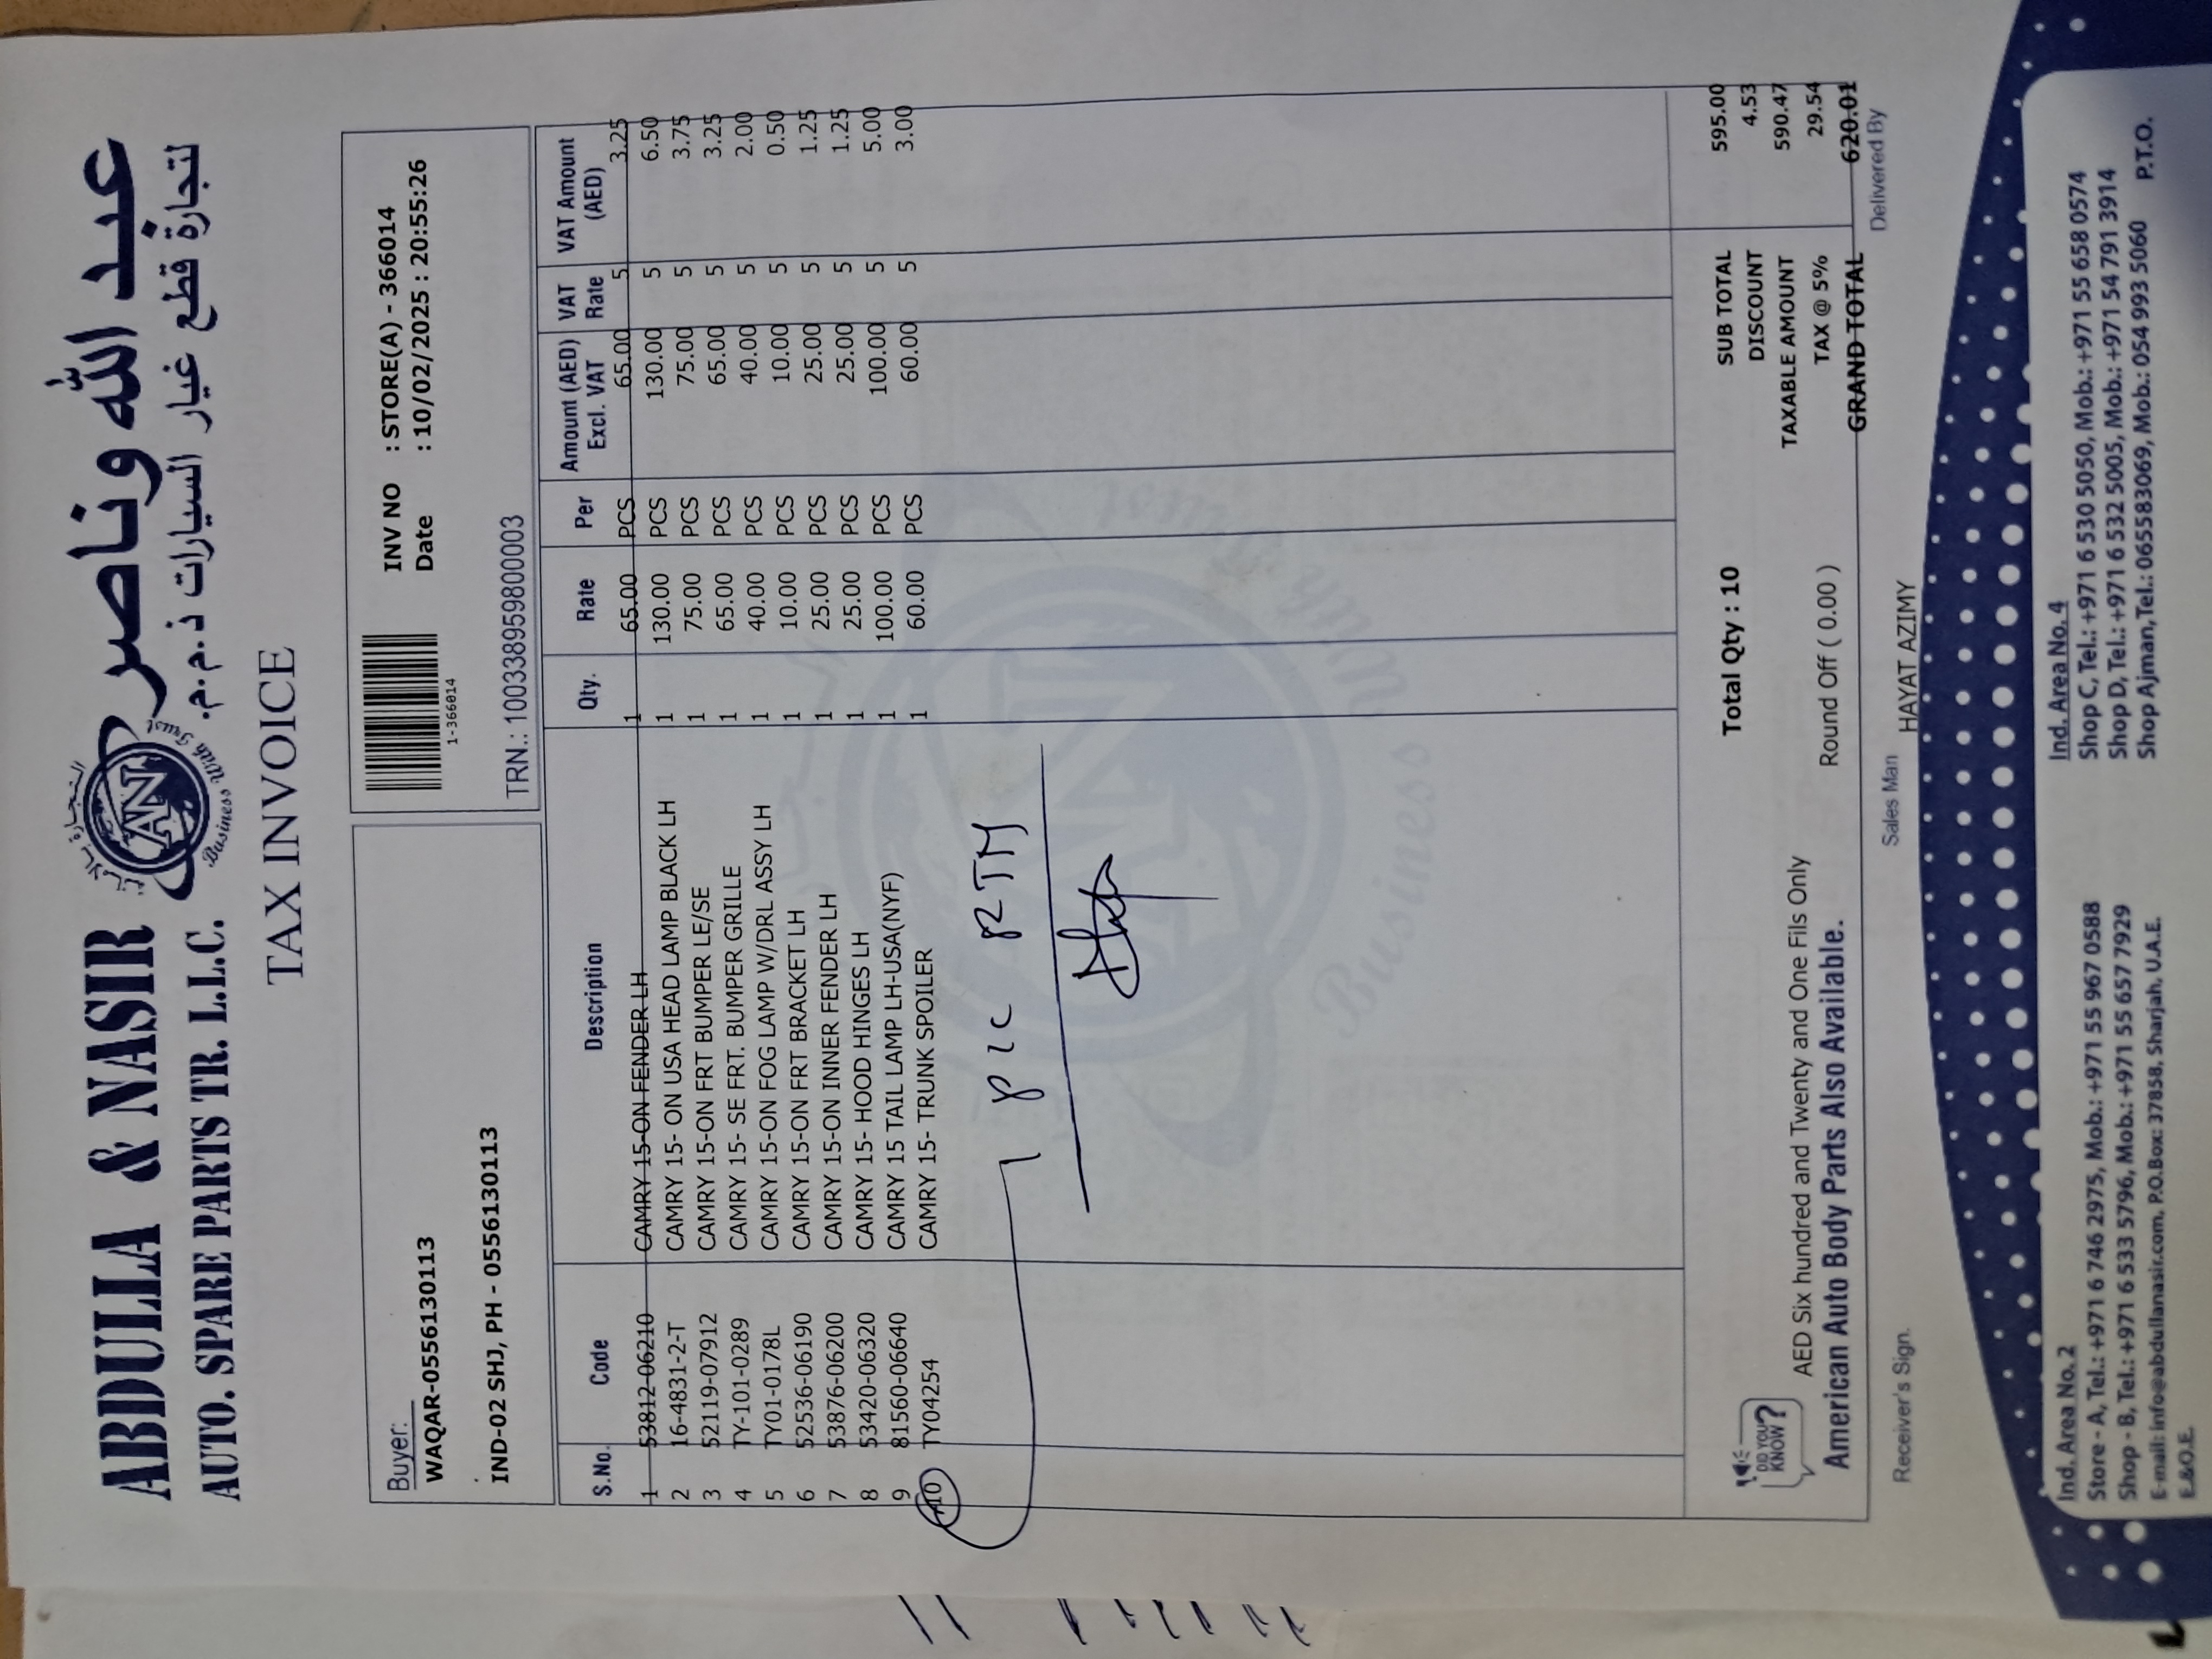 عبد الله وناصر
لتجارة قطع غيار السيارات ذ.م.م.
ABDULLA & NASIR
AUTO. SPARE PARTS TR. L.L.C.
AN
Business With Trust
TAX INVOICE
Buyer:
WAQAR-0556130113
IND-02 SHJ, PH - 0556130113
1-366014
INV NO : STORE(A) - 366014
Date : 10/02/2025 : 20:55:26
TRN.: 100338959800003
S.No. Code Description Qty. Rate Per Amount (AED) Excl. VAT VAT Rate VAT Amount (AED)
1 53812-06210 CAMRY 15-ON FENDER LH 1 65.00 PCS 65.00 5 3.25
2 16-4831-2-T CAMRY 15- ON USA HEAD LAMP BLACK LH 1 130.00 PCS 130.00 5 6.50
3 52119-07912 CAMRY 15-ON FRT BUMPER LE/SE 1 75.00 PCS 75.00 5 3.75
4 TY-101-0289 CAMRY 15- SE FRT. BUMPER GRILLE 1 65.00 PCS 65.00 5 3.25
5 TY01-0178L CAMRY 15-ON FOG LAMP W/DRL ASSY LH 1 40.00 PCS 40.00 5 2.00
6 52536-06190 CAMRY 15-ON FRT BRACKET LH 1 10.00 PCS 10.00 5 0.50
7 53876-06200 CAMRY 15-ON INNER FENDER LH 1 25.00 PCS 25.00 5 1.25
8 53420-06320 CAMRY 15- HOOD HINGES LH 1 25.00 PCS 25.00 5 1.25
9 81560-06640 CAMRY 15 TAIL LAMP LH-USA(NYF) 1 100.00 PCS 100.00 5 5.00
10 TY04254 CAMRY 15- TRUNK SPOILER 1 60.00 PCS 60.00 5 3.00
Total Qty : 10
SUB TOTAL 595.00
DISCOUNT 4.53
TAXABLE AMOUNT 590.47
TAX @ 5% 29.54
GRAND TOTAL 620.01
DID YOU KNOW?
AED Six hundred and Twenty and One Fils Only
Round Off ( 0.00 )
American Auto Body Parts Also Available.
Receiver's Sign. Sales Man Delivered By
HAYAT AZIMY
Ind. Area No.2
Store - A, Tel.: +971 6 746 2975, Mob.: +971 55 967 0588
Shop - B, Tel.: +971 6 533 5796, Mob.: +971 55 657 7929
E-mail: info@abdullanasir.com, P.O.Box: 37858, Sharjah, U.A.E.
E.&O.E.
Ind. Area No. 4
Shop C, Tel.: +971 6 530 5050, Mob.: +971 55 658 0574
Shop D, Tel.: +971 6 532 5005, Mob.: +971 54 791 3914
Shop Ajman,Tel.: 065583069, Mob.: 054 993 5060
P.T.O.